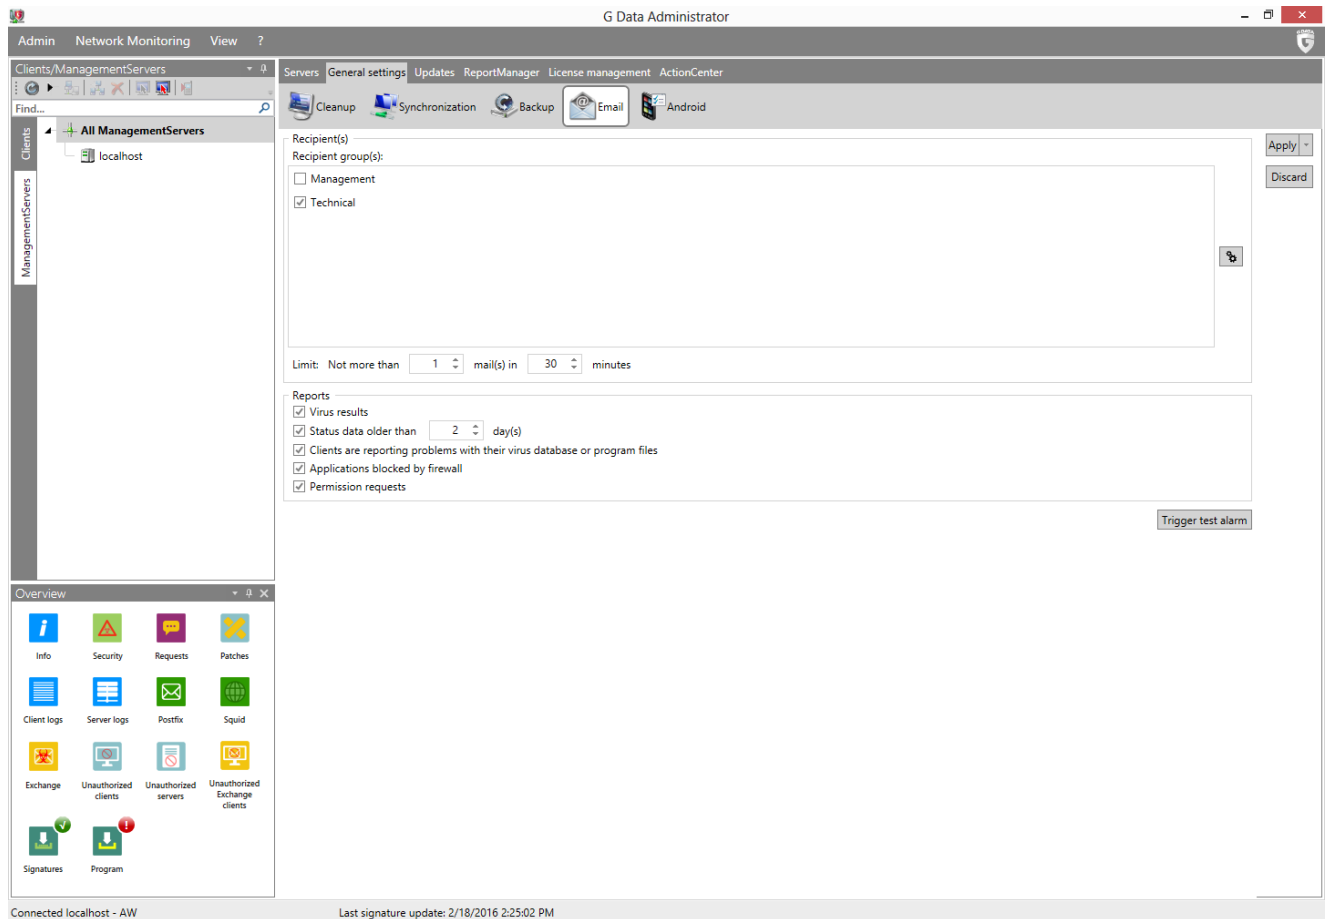 G Data Administrator
Admin Network Monitoring View ?
Clients/ManagementServers
Find...
Clients
ManagementServers
All ManagementServers
localhost
Servers General settings Updates ReportManager License management ActionCenter
Cleanup Synchronization Backup Email Android
Recipient(s)
Recipient group(s):
Management
Technical
Apply
Discard
Limit: Not more than 1 mail(s) in 30 minutes
Reports
Virus results
Status data older than 2 day(s)
Clients are reporting problems with their virus database or program files
Applications blocked by firewall
Permission requests
Trigger test alarm
Overview
Info Security Requests Patches
Client logs Server logs Postfix Squid
Exchange Unauthorized clients Unauthorized servers Unauthorized Exchange clients
Signatures Program
Connected localhost - AW Last signature update: 2/18/2016 2:25:02 PM